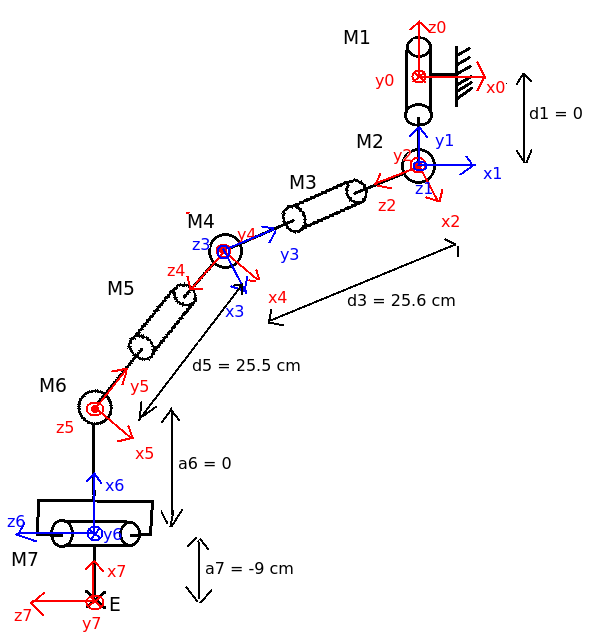 z0
M1
y0
x0
d1 = 0
M2
y1
y2
x1
M3
z1
z2
x2
M4
y4
z3
y3
z4
x4
M5
x3
d3 = 25.6 cm
d5 = 25.5 cm
M6
y5
z5
x5
a6 = 0
x6
z6
y6
M7
a7 = -9 cm
x7
E
z7
y7